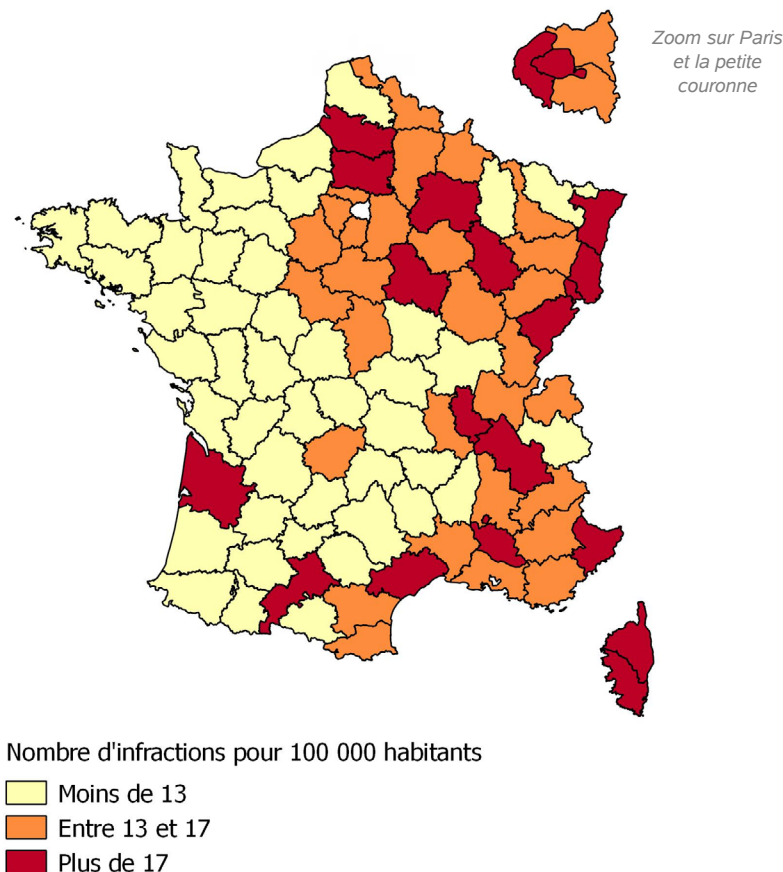 Zoom sur Paris
et la petite
couronne
Nombre d'infractions pour 100 000 habitants
Moins de 13
Entre 13 et 17
Plus de 17